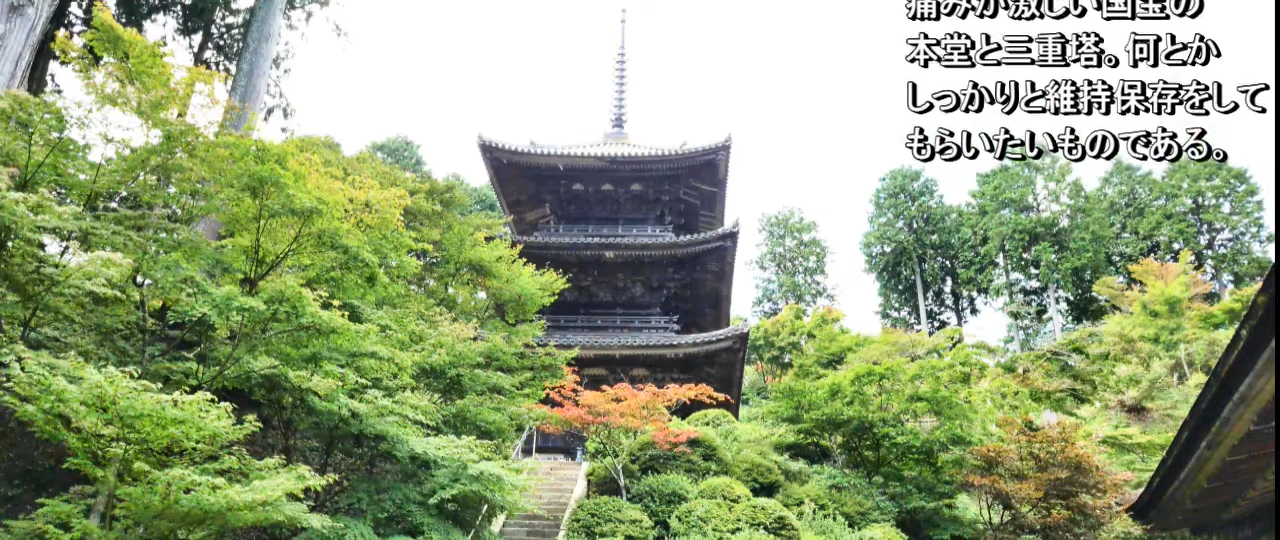 痛みが激しい国宝の
本堂と三重塔。何とか
しっかりと維持保存をして
もらいたいものである。